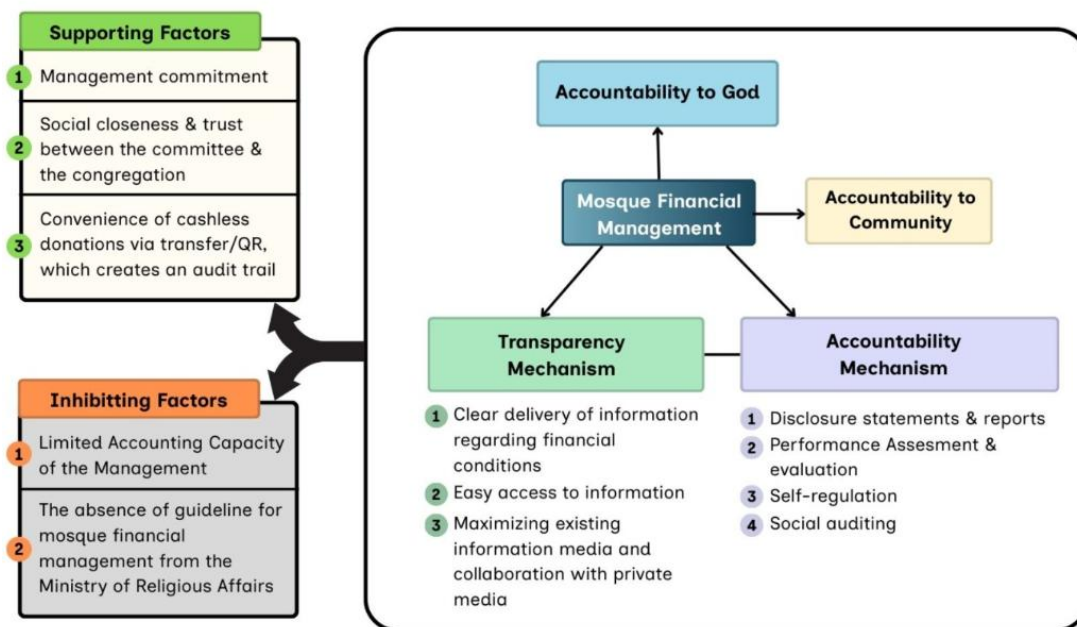 Supporting Factors
1 Management commitment
2 Social closeness & trust
between the committee &
the congregation
3 Convenience of cashless
donations via transfer/QR,
which creates an audit trail
Inhibitting Factors
1 Limited Accounting Capacity
of the Management
2 The absence of guideline for
mosque financial
management from the
Ministry of Religious Affairs
Accountability to God
Mosque Financial
Management
Accountability to
Community
Transparency
Mechanism
1 Clear delivery of information
regarding financial
conditions
2 Easy access to information
3 Maximizing existing
information media and
collaboration with private
media
Accountability
Mechanism
1 Disclosure statements & reports
2 Performance Assesment &
evaluation
3 Self-regulation
4 Social auditing